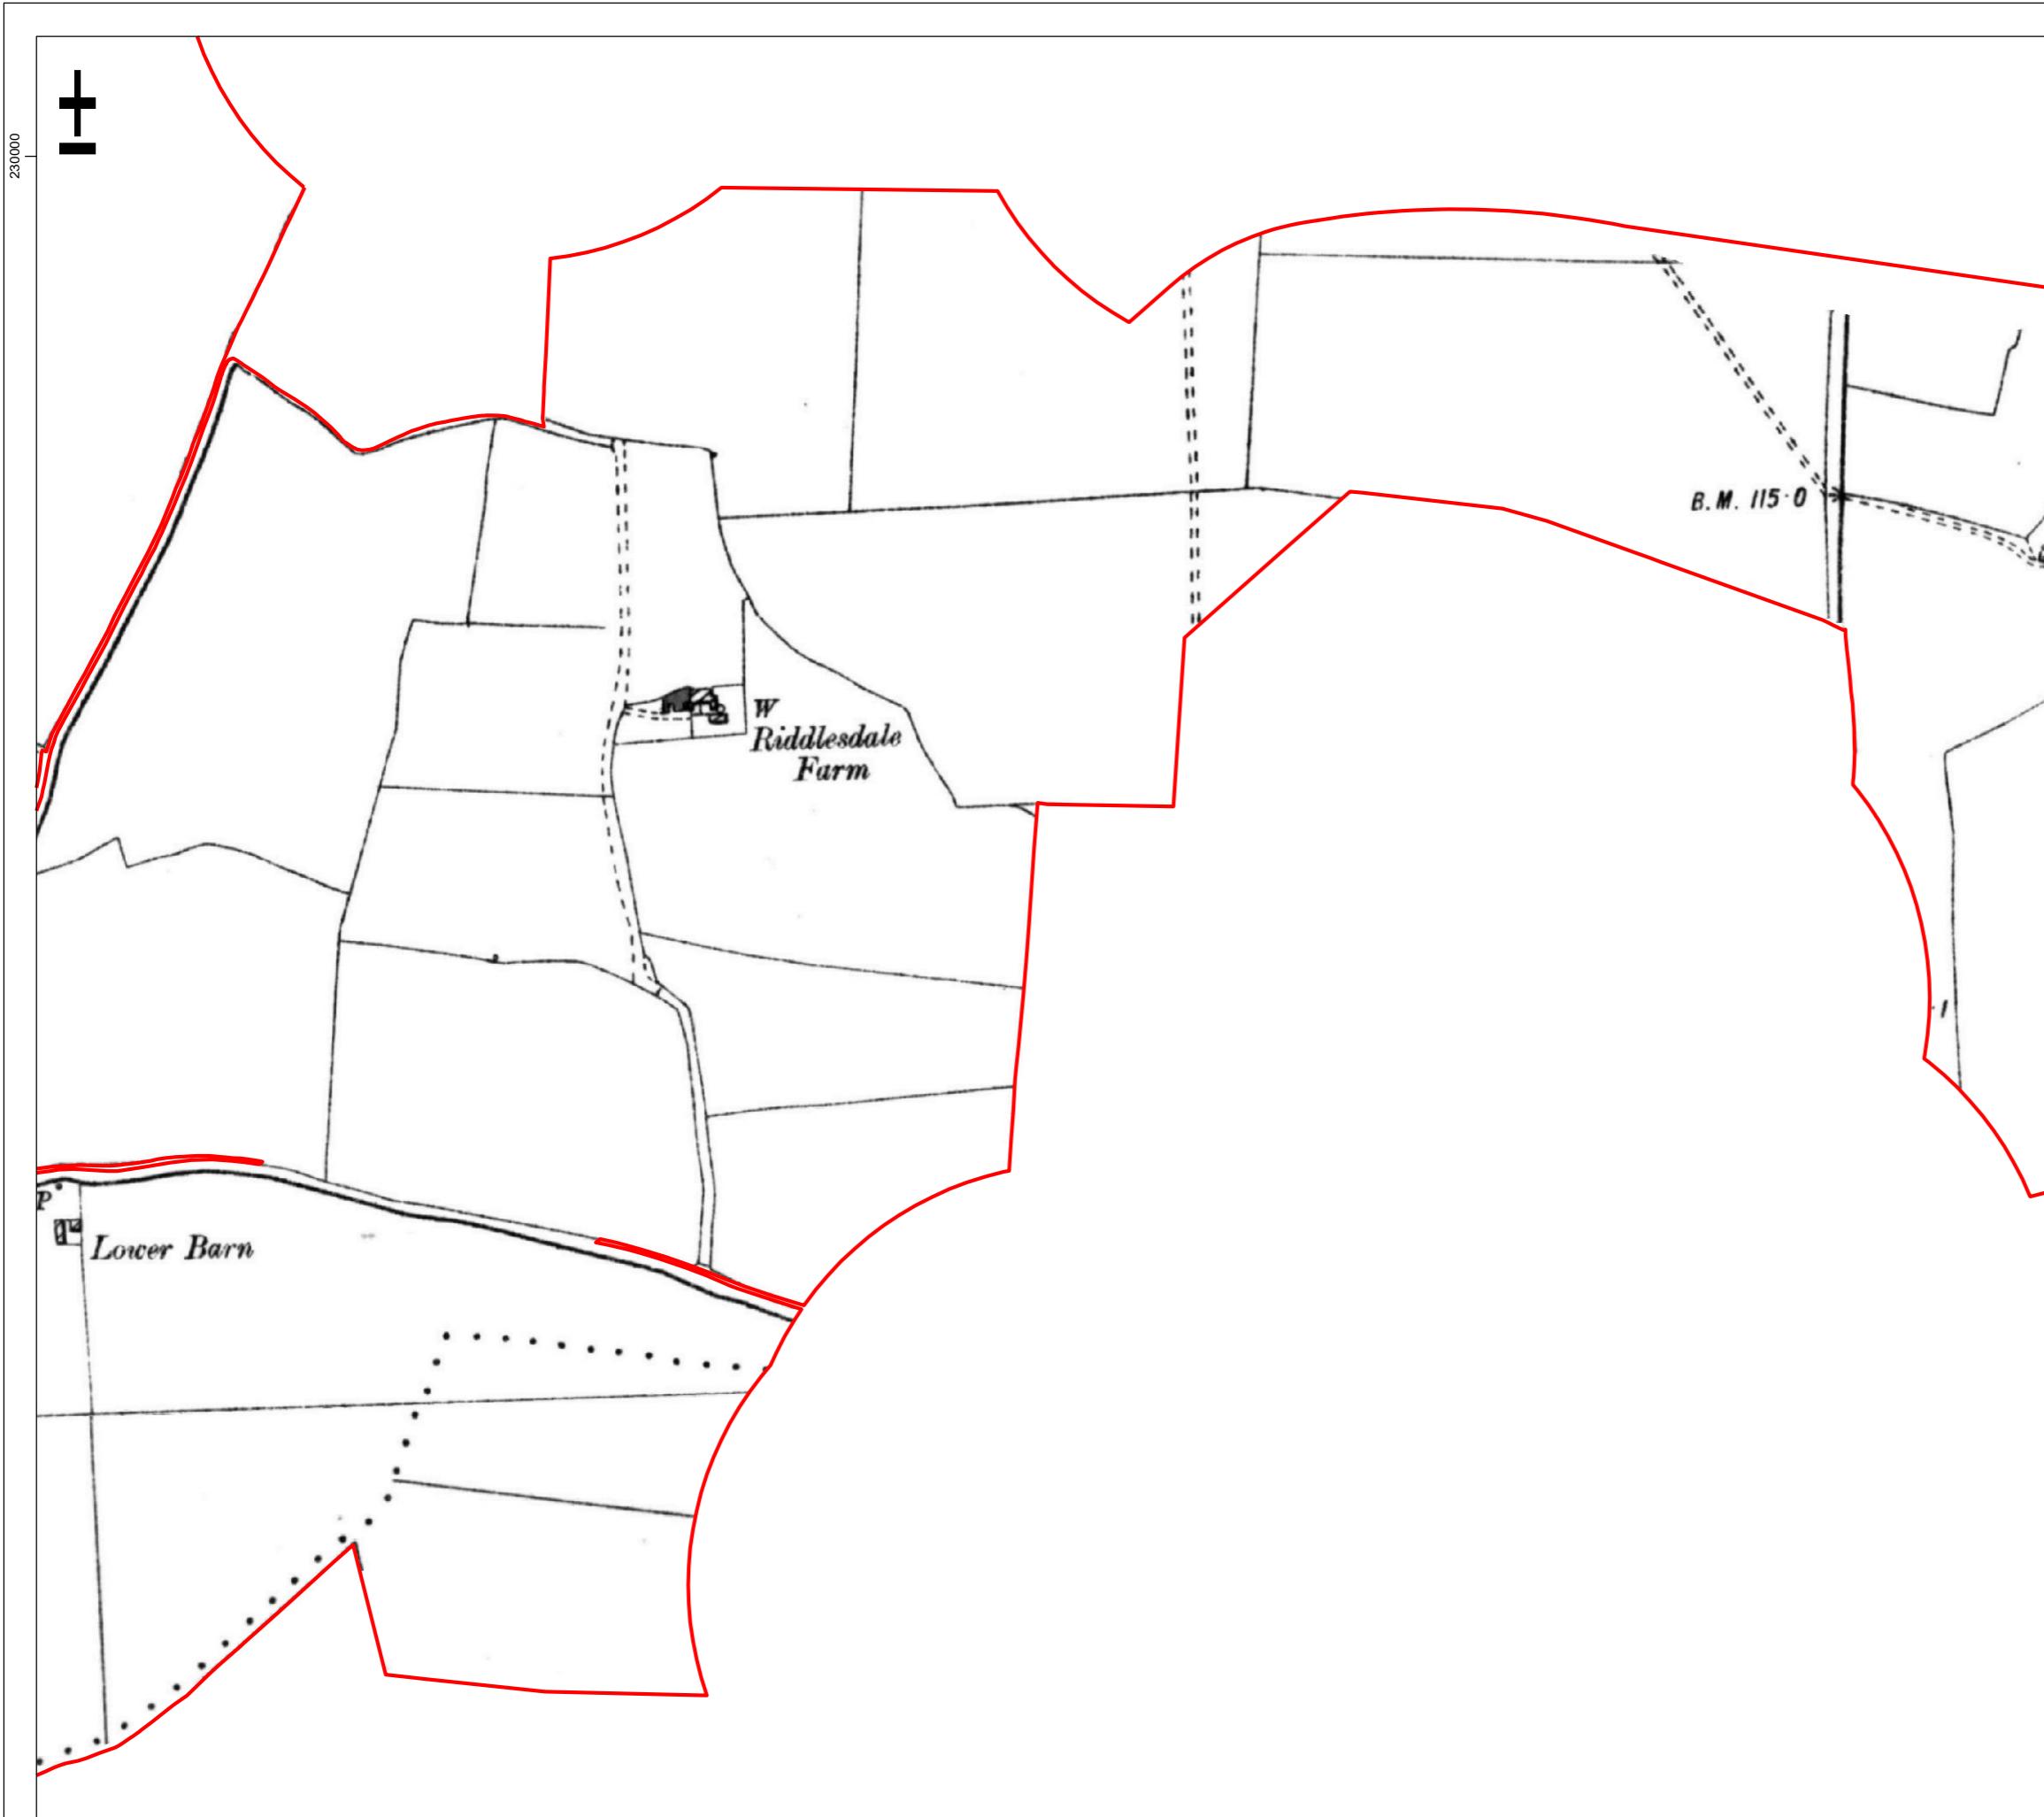 230000
B.M. 115·0
W
Riddlesdale
Farm
P
Lower Barn